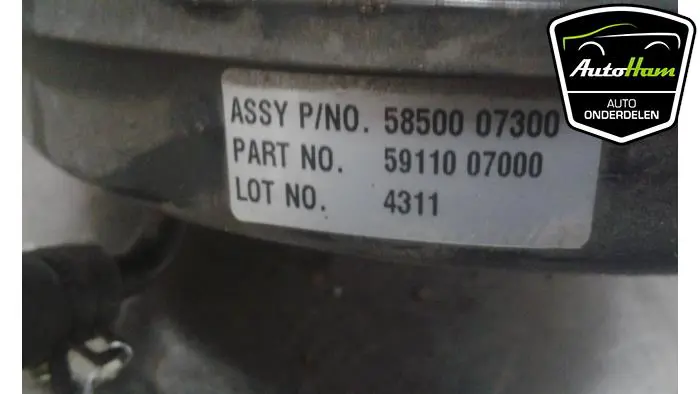 ASSY P/NO. 58500 07300
PART NO. 59110 07000
LOT NO. 4311
AutoHam
AUTO
ONDERDELEN